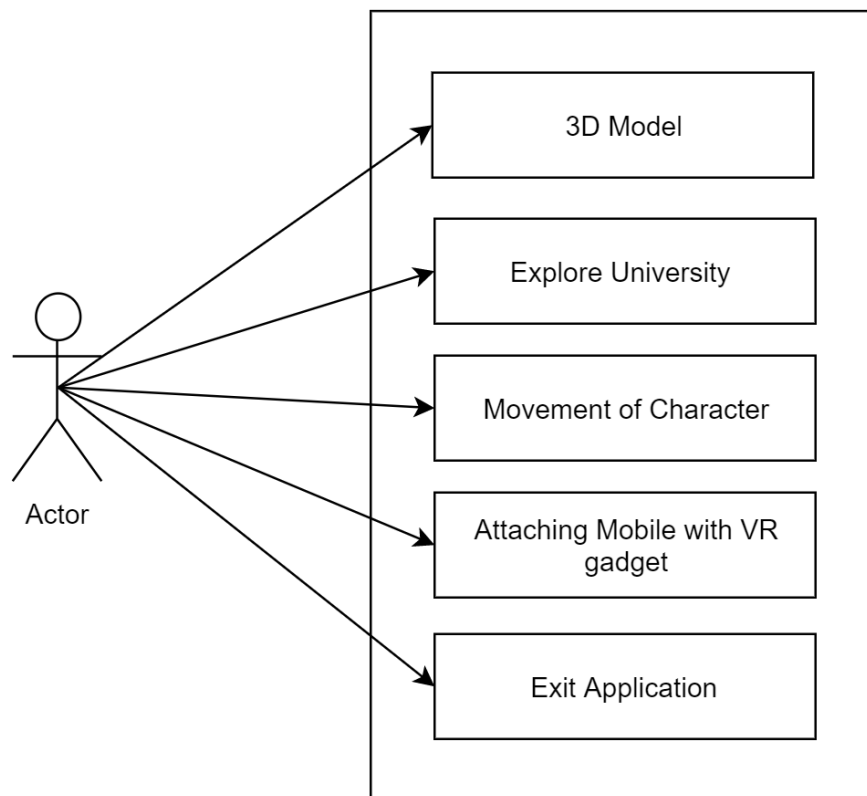 3D Model
Explore University
Movement of Character
Actor
Attaching Mobile with VR
gadget
Exit Application